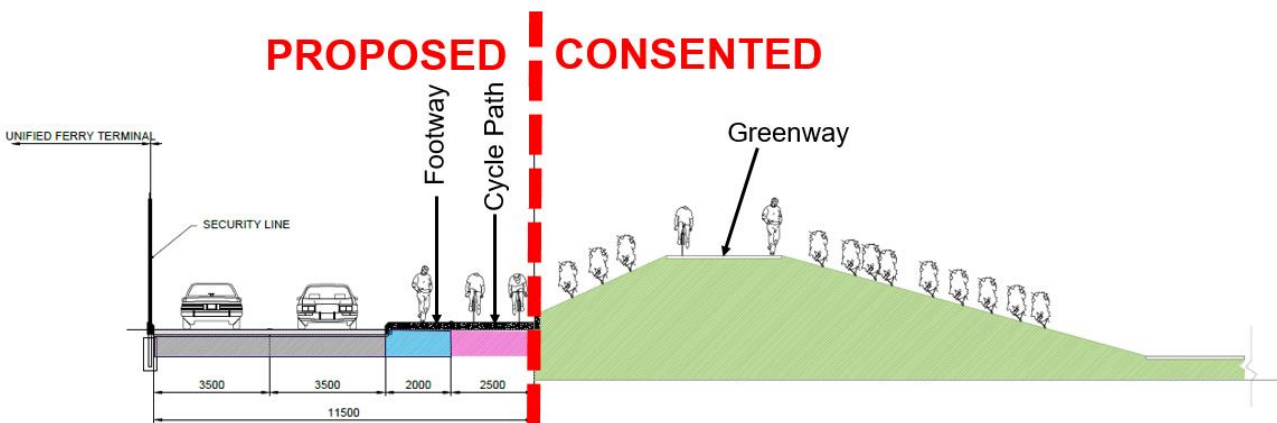 PROPOSED
CONSENTED
UNIFIED FERRY TERMINAL
SECURITY LINE
Footway
Cycle Path
Greenway
3500
3500
2000
2500
11500